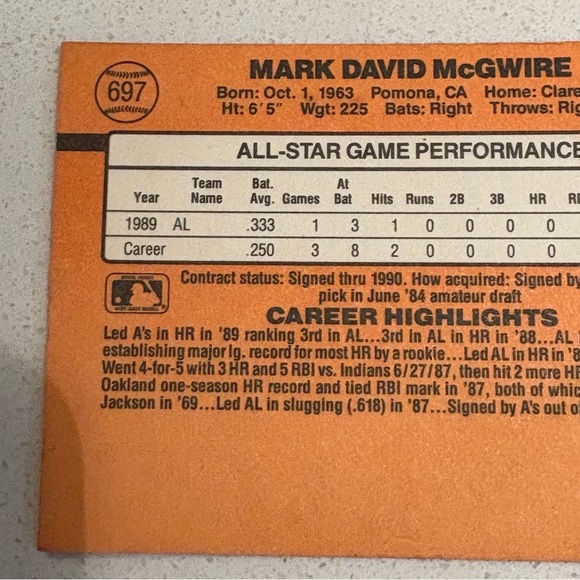 697
MARK DAVID McGWIRE
Born: Oct. 1, 1963 Pomona, CA Home: Clare
Ht: 6'5" Wgt: 225 Bats: Right Throws: Rig
ALL-STAR GAME PERFORMANCE
Year Team Name Bat. Avg. Games At Bat Hits Runs 2B 3B HR RB
1989 AL .333 1 3 1 0 0 0 0
Career .250 3 8 2 0 0 0 0
Contract status: Signed thru 1990. How acquired: Signed by
pick in June '84 amateur draft
CAREER HIGHLIGHTS
Led A's in HR in '89 ranking 3rd in AL...3rd in AL in HR in '88...AL
establishing major lg. record for most HR by a rookie...Led AL in HR in '8
Went 4-for-5 with 3 HR and 5 RBI vs. Indians 6/27/87, then hit 2 more HR
Oakland one-season HR record and tied RBI mark in '87, both of which
Jackson in '69...Led AL in slugging (.618) in '87...Signed by A's out of